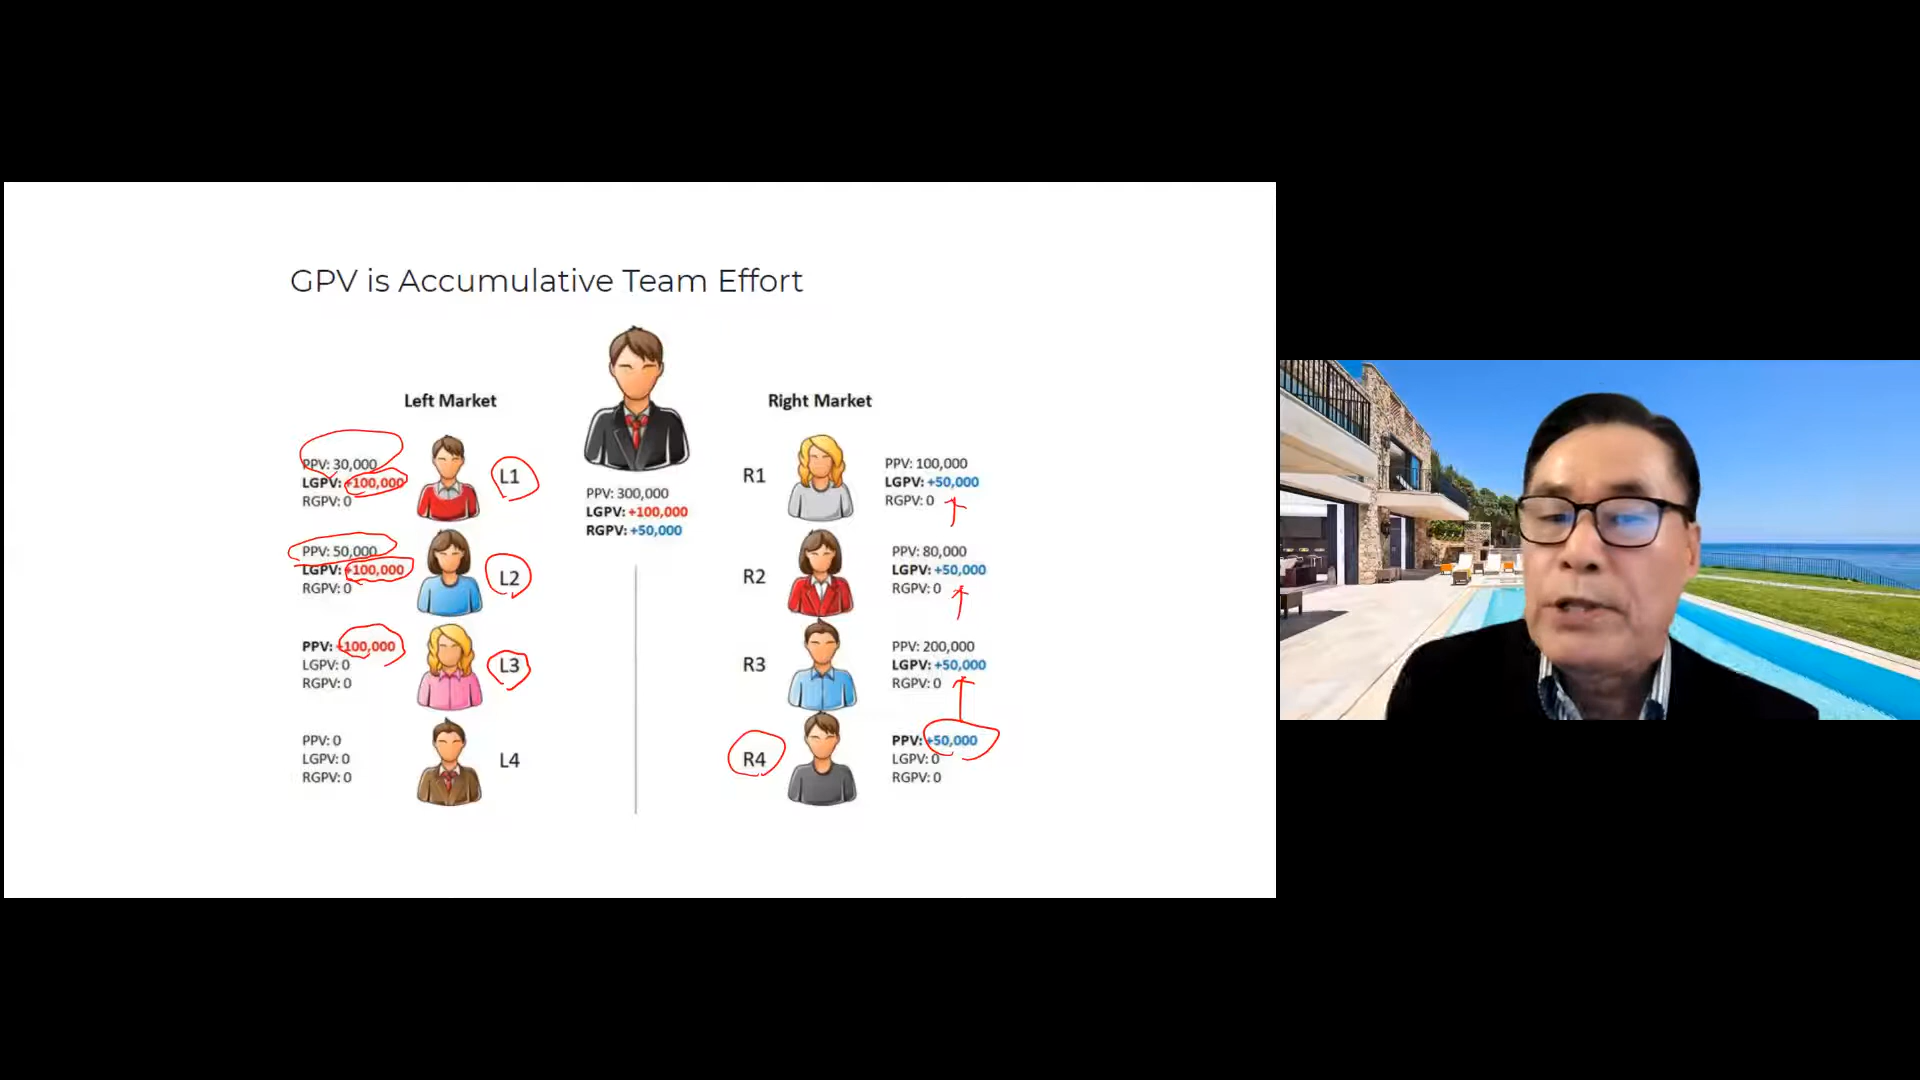 GPV is Accumulative Team Effort
Left Market
Right Market
PPV: 30,000
LGPV: +100,000
RGPV: 0
L1
PPV: 300,000
LGPV: +100,000
RGPV: +50,000
R1
PPV: 100,000
LGPV: +50,000
RGPV: 0
PPV: 50,000
LGPV: +100,000
RGPV: 0
L2
R2
PPV: 80,000
LGPV: +50,000
RGPV: 0
PPV: +100,000
LGPV: 0
RGPV: 0
L3
R3
PPV: 200,000
LGPV: +50,000
RGPV: 0
PPV: 0
LGPV: 0
RGPV: 0
L4
R4
PPV: +50,000
LGPV: 0
RGPV: 0